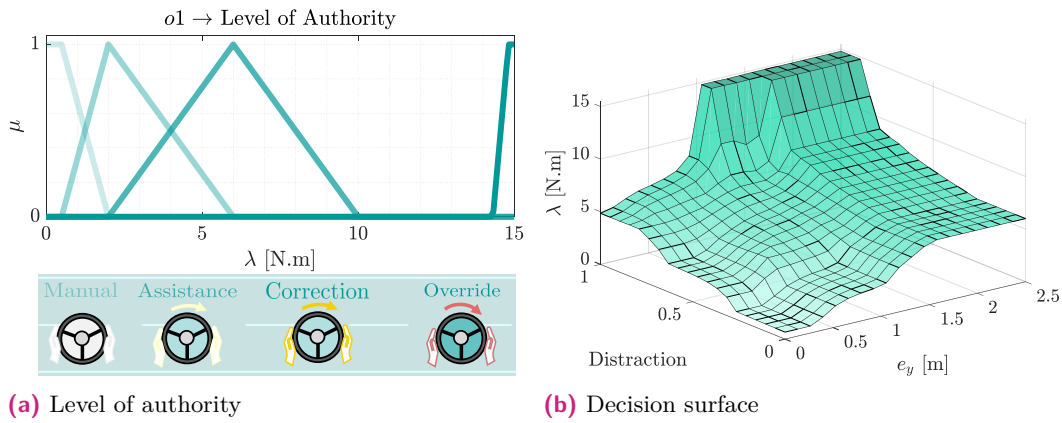 o1 → Level of Authority
1
μ
0
0
5
10
15
λ [N.m]
Manual
Assistance
Correction
Override
(a) Level of authority
15
10
5
0
λ [N.m]
1
0.5
0
Distraction
0
0.5
1
1.5
2
2.5
e_y [m]
(b) Decision surface